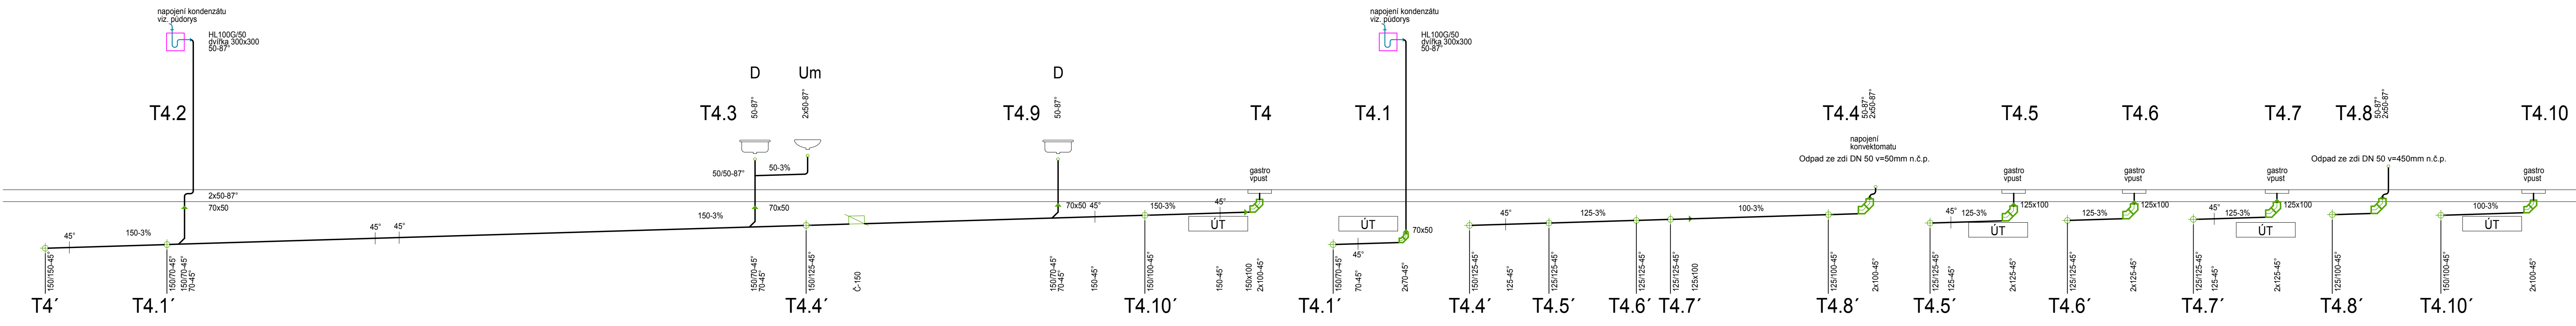 napojení kondenzátu
viz. půdorys
HL100G/50
dvířka 300x300
50-87°
napojení kondenzátu
viz. půdorys
HL100G/50
dvířka 300x300
50-87°
D
Um
D
T4.2
T4.3
50-87°
2x50-87°
T4.9
50-87°
T4
T4.1
T4.4
50-87°
2x50-87°
T4.5
T4.6
T4.7
T4.8
50-87°
2x50-87°
T4.10
napojení
konvektomatu
Odpad ze zdi DN 50 v=50mm n.č.p.
Odpad ze zdi DN 50 v=450mm n.č.p.
50/50-87°
50-3%
gastro
vpust
gastro
vpust
gastro
vpust
gastro
vpust
gastro
vpust
2x50-87°
70x50
70x50
70x50
45°
150-3%
45°
125x100
125x100
125x100
45°
150-3%
45°
45°
150-3%
ÚT
ÚT
70x50
45°
45°
125-3%
100-3%
45°
125-3%
ÚT
125-3%
45°
125-3%
ÚT
100-3%
ÚT
150/150-45°
150/70-45°
150/70-45°
70-45°
150/70-45°
70-45°
150/125-45°
Č-150
150/70-45°
70-45°
150-45°
150/100-45°
150-45°
150x100
2x100-45°
150/70-45°
70-45°
2x70-45°
150/125-45°
125-45°
125/125-45°
125/125-45°
125/125-45°
125x100
125/100-45°
2x100-45°
125/125-45°
125-45°
2x125-45°
125/125-45°
2x125-45°
125/125-45°
125-45°
2x125-45°
125/100-45°
150/100-45°
2x100-45°
T4´
T4.1´
T4.4´
T4.10´
T4.1´
T4.4´
T4.5´
T4.6´
T4.7´
T4.8´
T4.5´
T4.6´
T4.7´
T4.8´
T4.10´